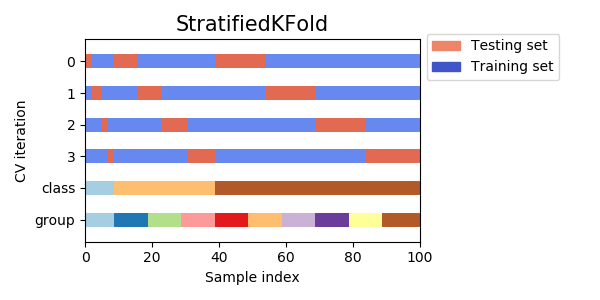 StratifiedKFold
Testing set
Training set
CV iteration
0
1
2
3
class
group
0 20 40 60 80 100
Sample index